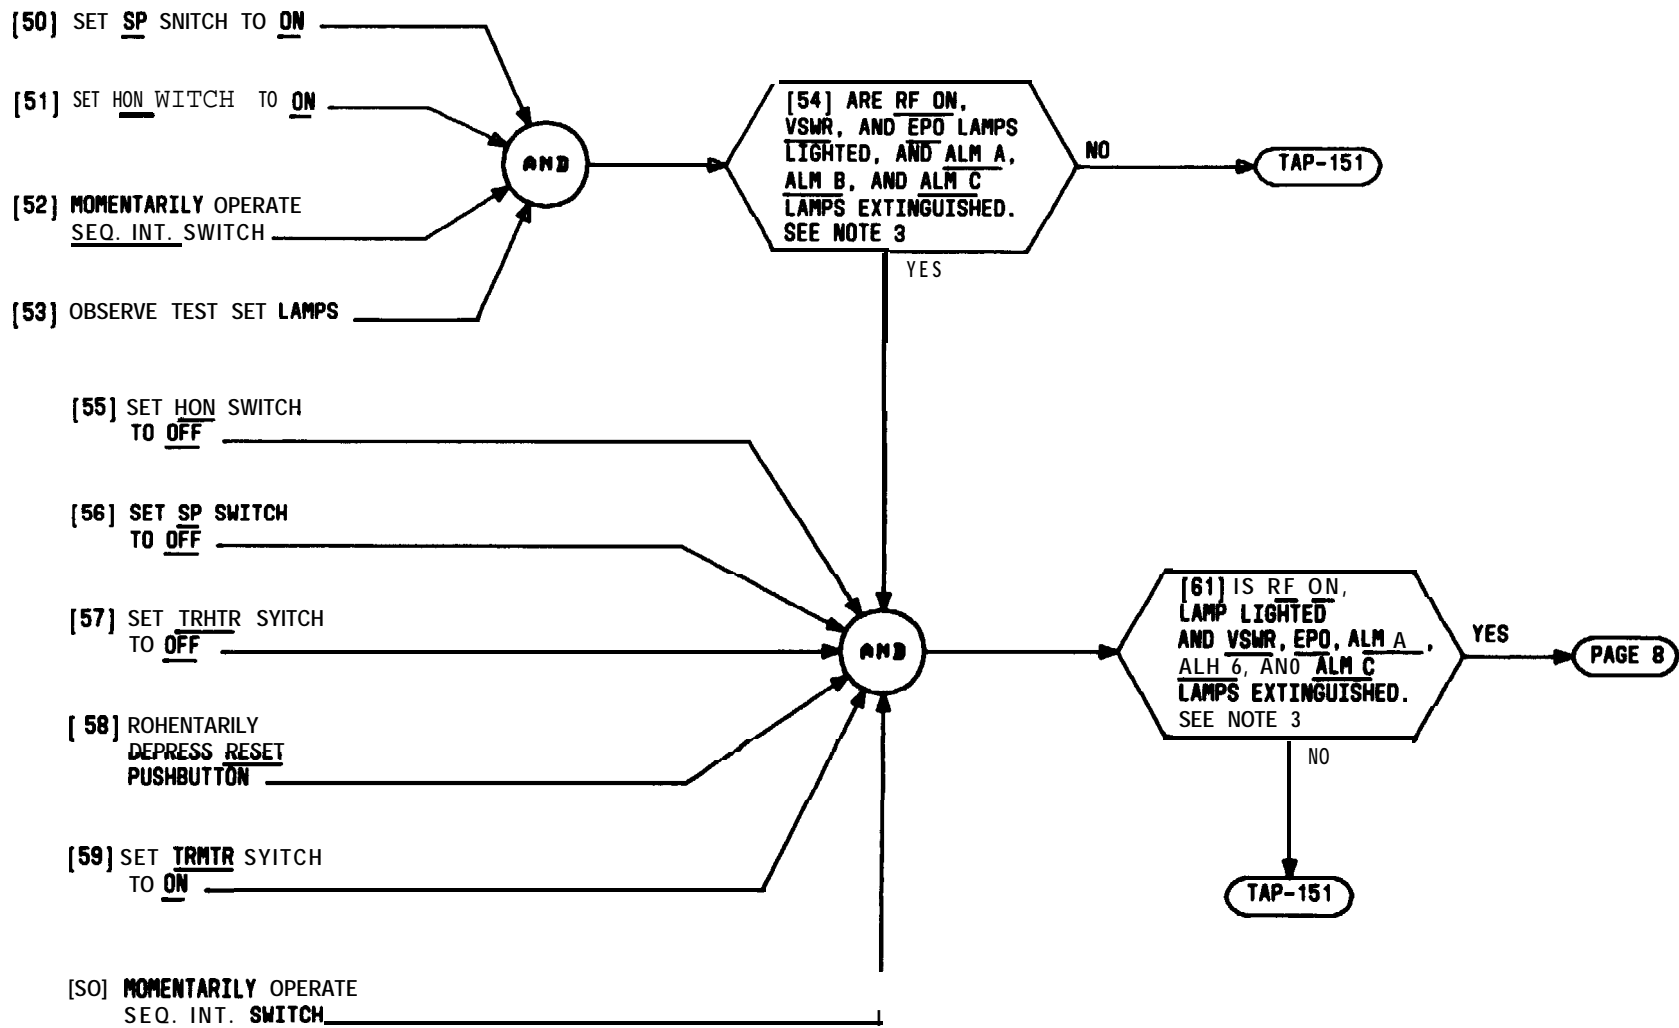 [50] SET SP SNITCH TO ON
[51] SET HON WITCH TO ON
[52] MOMENTARILY OPERATE
SEQ. INT. SWITCH
[53] OBSERVE TEST SET LAMPS
AND
[54] ARE RF ON,
VSWR, AND EPO LAMPS
LIGHTED, AND ALM A,
ALM B, AND ALM C
LAMPS EXTINGUISHED.
SEE NOTE 3
NO
TAP-151
YES
[55] SET HON SWITCH
TO OFF
[56] SET SP SWITCH
TO OFF
[57] SET TRHTR SYITCH
TO OFF
[58] ROHENTARILY
DEPRESS RESET
PUSHBUTTON
[59] SET TRMTR SYITCH
TO ON
[SO] MOMENTARILY OPERATE
SEQ. INT. SWITCH
AND
[61] IS RF ON,
LAMP LIGHTED
AND VSWR, EPO, ALM A,
ALH 6, ANO ALM C
LAMPS EXTINGUISHED.
SEE NOTE 3
YES
PAGE 8
NO
TAP-151